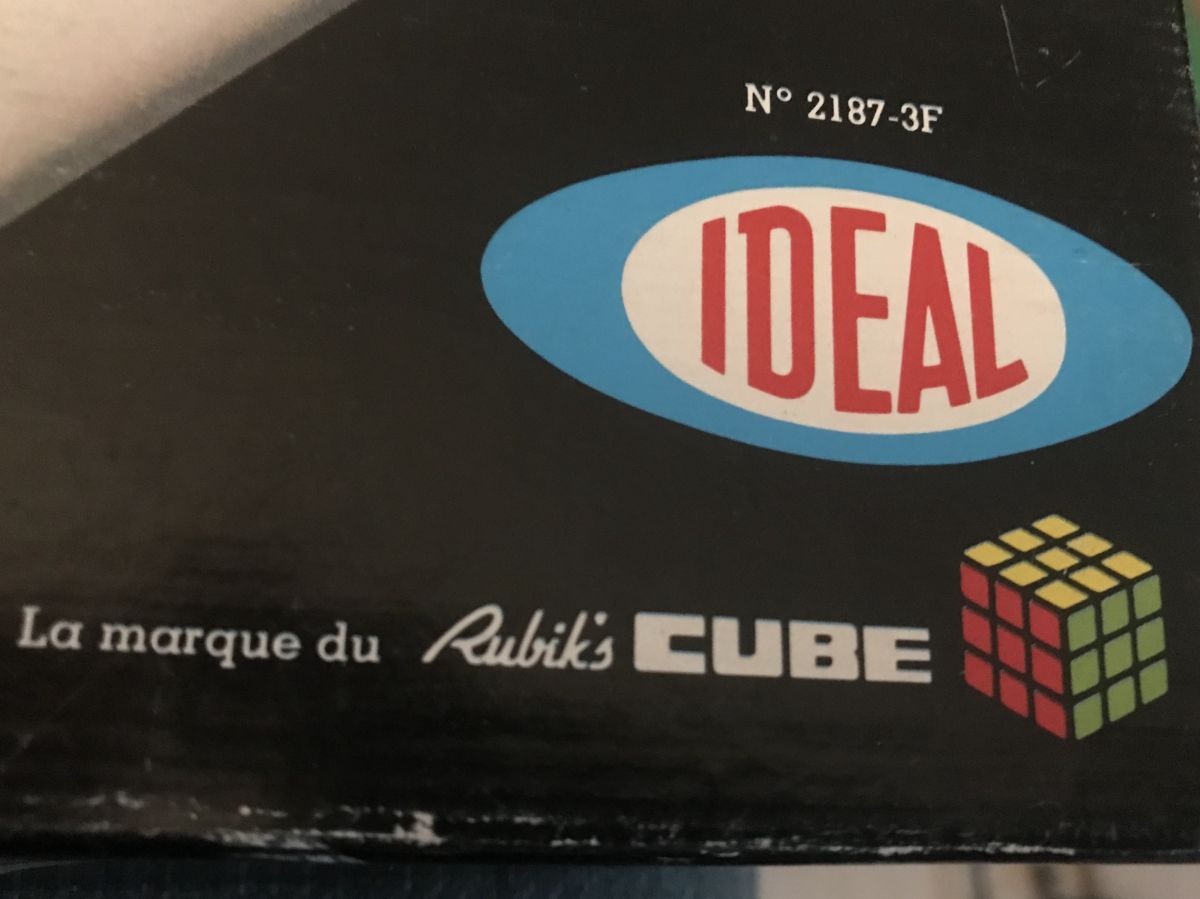 N° 2187-3F
IDEAL
La marque du Rubik's CUBE